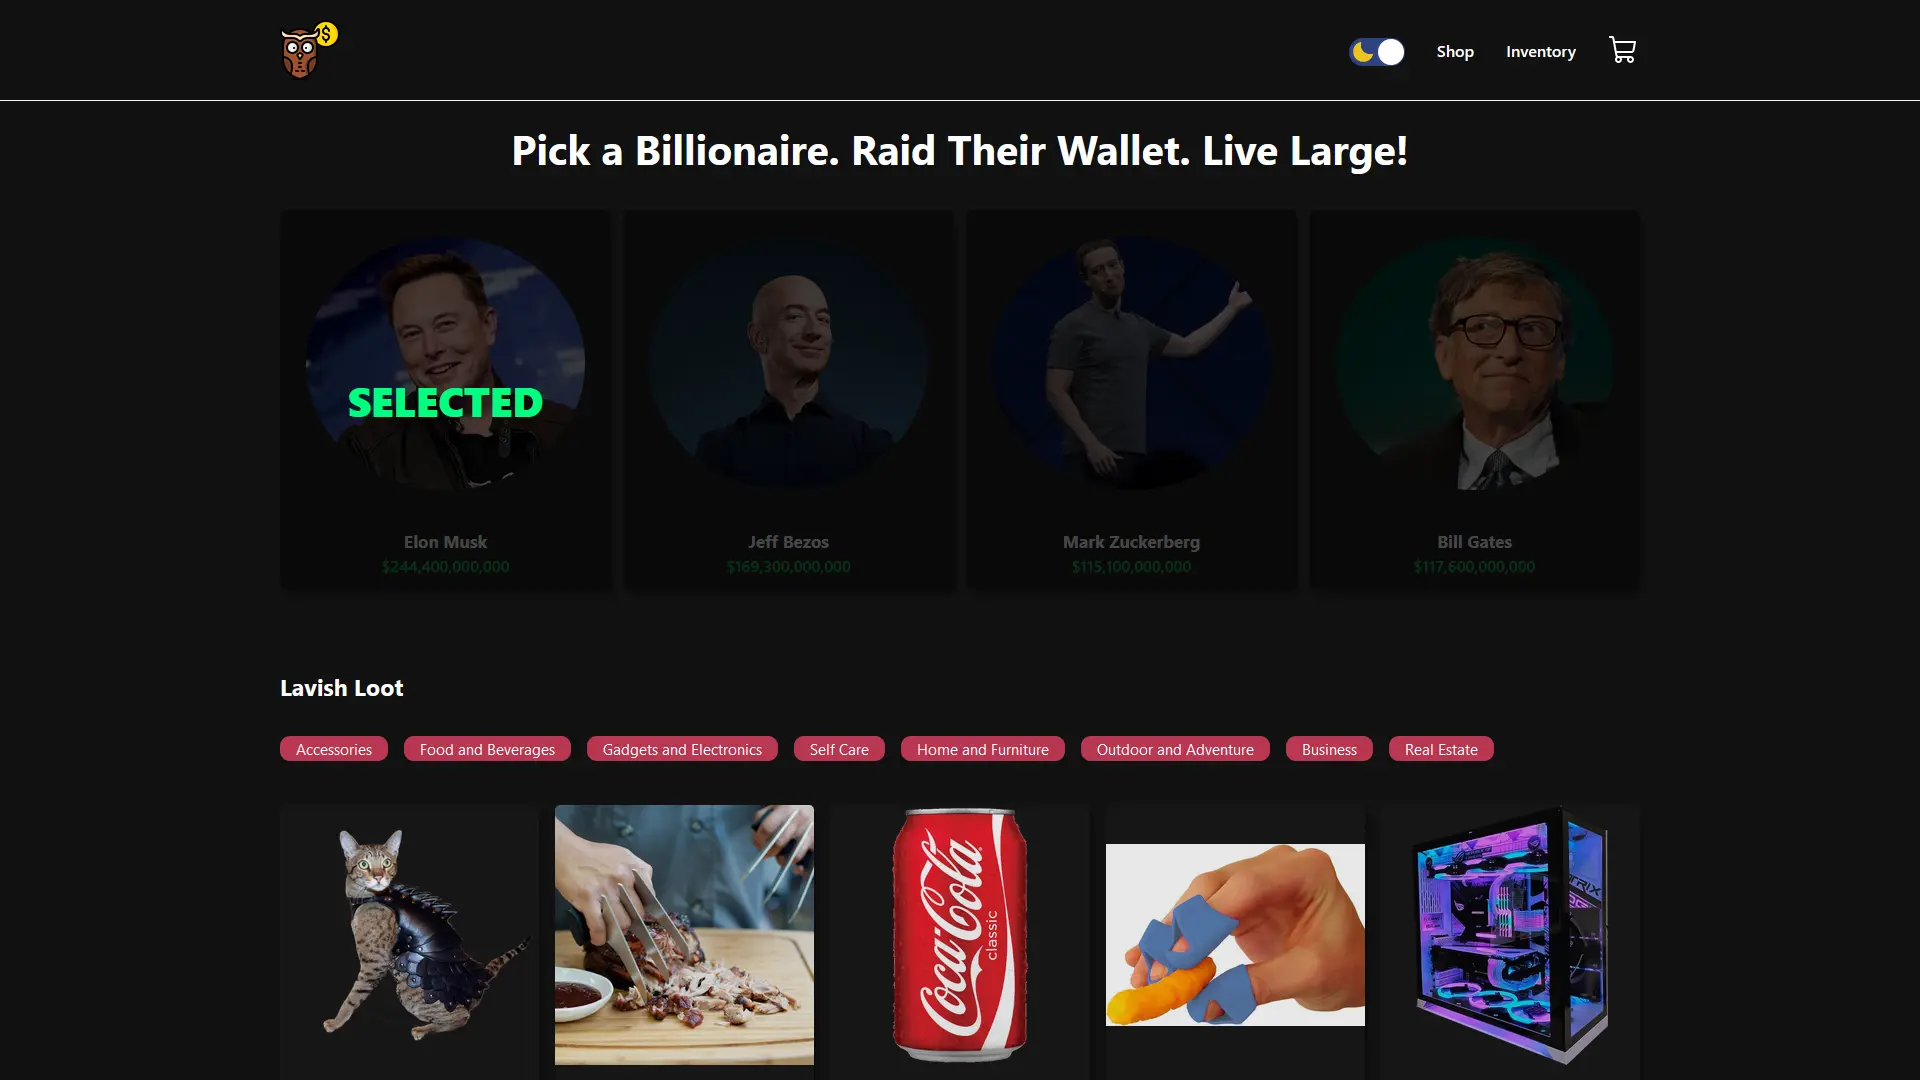 $
Shop
Inventory
Pick a Billionaire. Raid Their Wallet. Live Large!
SELECTED
Elon Musk
$244,400,000,000
Jeff Bezos
$169,300,000,000
Mark Zuckerberg
$115,100,000,000
Bill Gates
$117,600,000,000
Lavish Loot
Accessories
Food and Beverages
Gadgets and Electronics
Self Care
Home and Furniture
Outdoor and Adventure
Business
Real Estate
Coca-Cola
classic